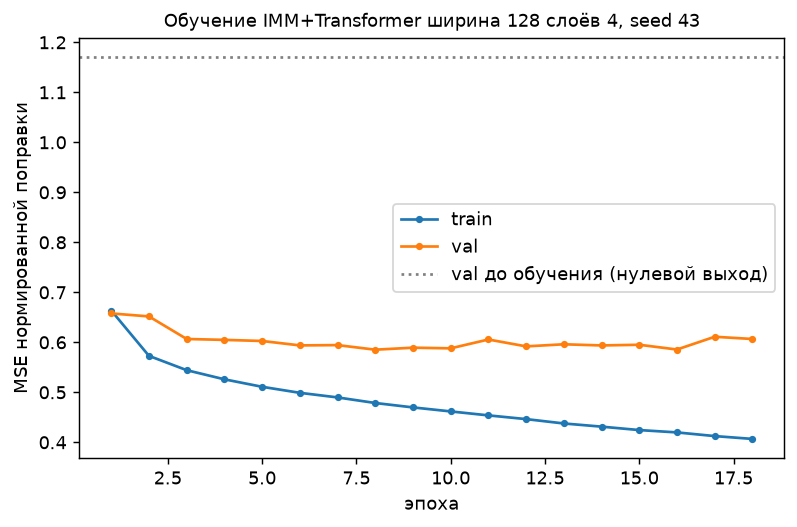 Обучение IMM+Transformer ширина 128 слоёв 4, seed 43
MSE нормированной поправки
1.2
1.1
1.0
0.9
0.8
0.7
0.6
0.5
0.4
train
val
val до обучения (нулевой выход)
2.5 5.0 7.5 10.0 12.5 15.0 17.5
эпоха